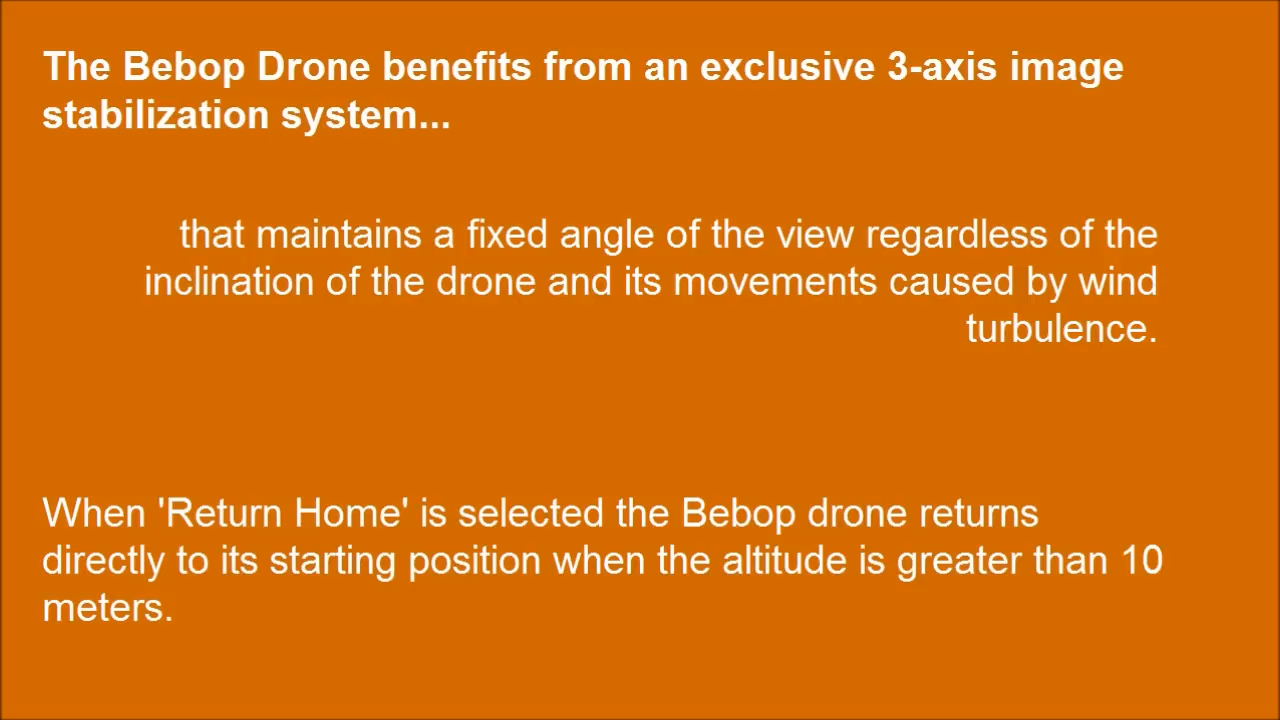 The Bebop Drone benefits from an exclusive 3-axis image
stabilization system...
that maintains a fixed angle of the view regardless of the
inclination of the drone and its movements caused by wind
turbulence.
When 'Return Home' is selected the Bebop drone returns
directly to its starting position when the altitude is greater than 10
meters.